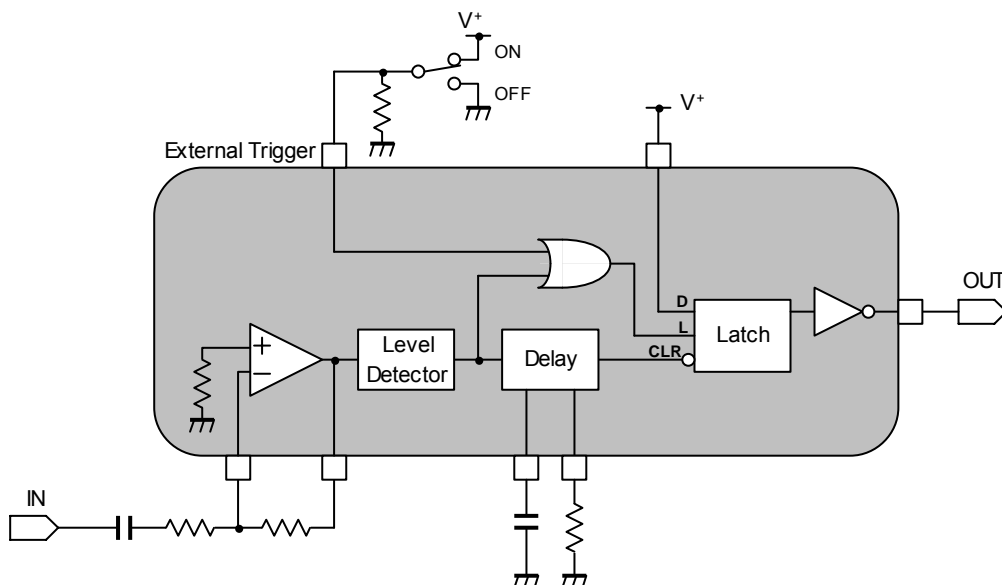 V+
ON
OFF
V+
External Trigger
OUT
D
L
CLR
Latch
+
−
Level
Detector
Delay
IN